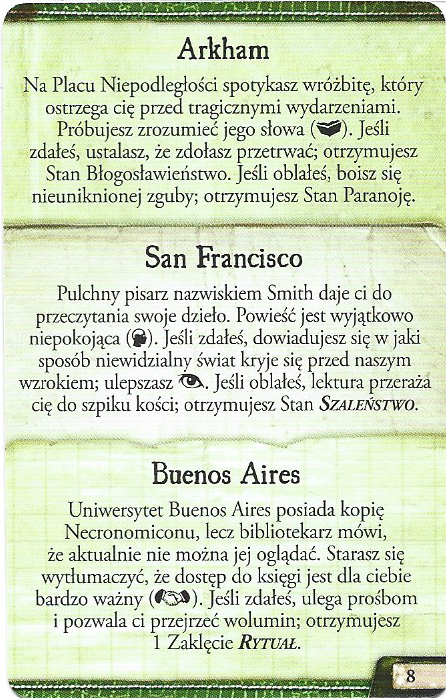 Arkham
Na Placu Niepodległości spotykasz wróżbitę, który
ostrzega cię przed tragicznymi wydarzeniami.
Próbujesz zrozumieć jego słowa (). Jeśli
zdałeś, ustalasz, że zdołasz przetrwać; otrzymujesz
Stan Błogosławieństwo. Jeśli oblałeś, boisz się
nieuniknionej zguby; otrzymujesz Stan Paranoję.
San Francisco
Pulchny pisarz nazwiskiem Smith daje ci do
przeczytania swoje dzieło. Powieść jest wyjątkowo
niepokojąca (). Jeśli zdałeś, dowiadujesz się w jaki
sposób niewidzialny świat kryje się przed naszym
wzrokiem; ulepszasz . Jeśli oblałeś, lektura przeraża
cię do szpiku kości; otrzymujesz Stan SZALEŃSTWO.
Buenos Aires
Uniwersytet Buenos Aires posiada kopię
Necronomiconu, lecz bibliotekarz mówi,
że aktualnie nie można jej oglądać. Starasz się
wytłumaczyć, że dostęp do księgi jest dla ciebie
bardzo ważny (). Jeśli zdałeś, ulega prośbom
i pozwala ci przejrzeć wolumin; otrzymujesz
1 Zaklęcie RYTUAŁ.
8